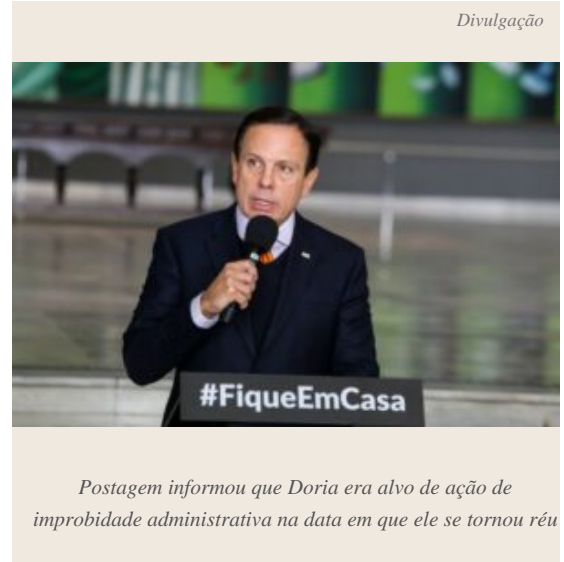 Divulgação
#FiqueEmCasa
Postagem informou que Doria era alvo de ação de
improbidade administrativa na data em que ele se tornou réu